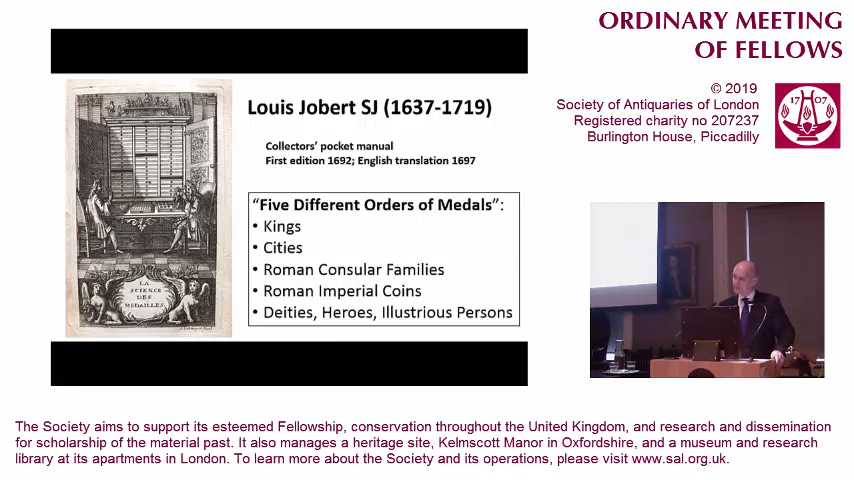 ORDINARY MEETING
OF FELLOWS
© 2019
Society of Antiquaries of London
Registered charity no 207237
Burlington House, Piccadilly
17 07
Louis Jobert SJ (1637-1719)
Collectors' pocket manual
First edition 1692; English translation 1697
"Five Different Orders of Medals":
• Kings
• Cities
• Roman Consular Families
• Roman Imperial Coins
• Deities, Heroes, Illustrious Persons
LA
SCIENCE
DES
MEDAILLES
The Society aims to support its esteemed Fellowship, conservation throughout the United Kingdom, and research and dissemination
for scholarship of the material past. It also manages a heritage site, Kelmscott Manor in Oxfordshire, and a museum and research
library at its apartments in London. To learn more about the Society and its operations, please visit www.sal.org.uk.